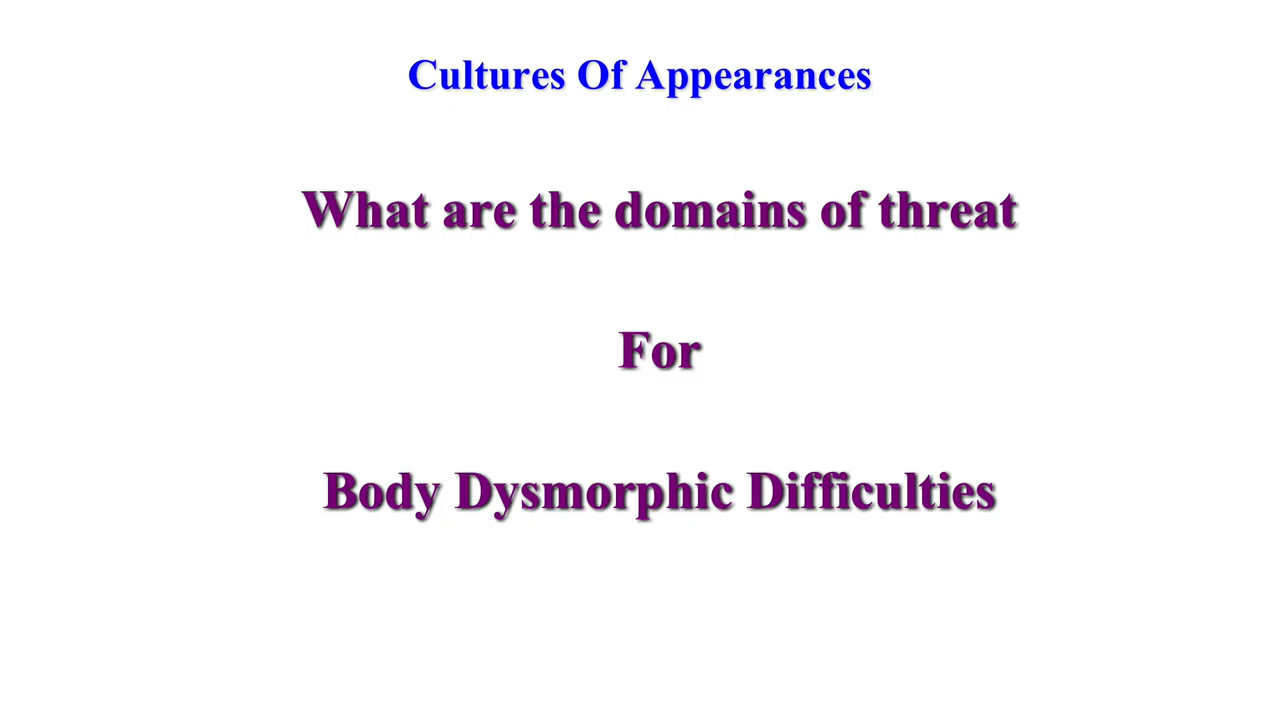 Cultures Of Appearances
What are the domains of threat
For
Body Dysmorphic Difficulties